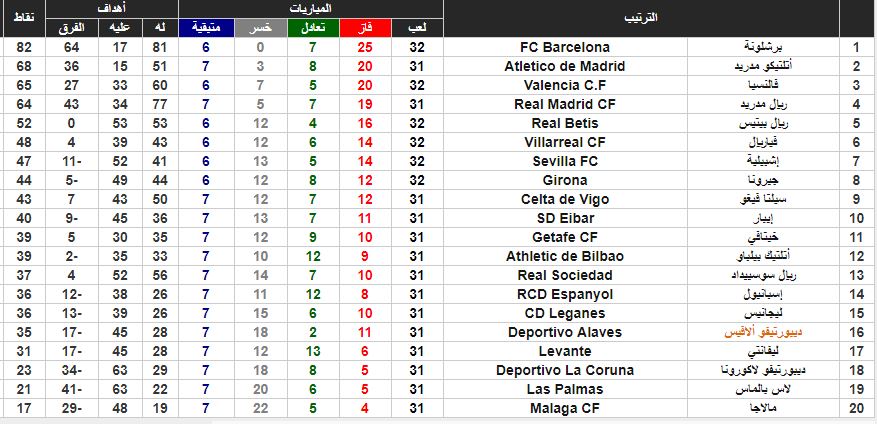 الترتيب المباريات أهداف نقاط
لعب فاز تعادل خسر متبقية له عليه الفرق
1 برشلونة FC Barcelona 32 25 7 0 6 81 17 64 82
2 أتلتيكو مدريد Atletico de Madrid 31 20 8 3 7 51 15 36 68
3 فالنسيا Valencia C.F 32 20 5 7 6 60 33 27 65
4 ريال مدريد Real Madrid CF 31 19 7 5 7 77 34 43 64
5 ريال بيتيس Real Betis 32 16 4 12 6 53 53 0 52
6 فياريال Villarreal CF 32 14 6 12 6 43 39 4 48
7 إشبيلية Sevilla FC 32 14 5 13 6 41 52 11- 47
8 جيرونا Girona 32 12 8 12 6 44 49 5- 44
9 سيلتا فيغو Celta de Vigo 31 12 7 12 7 50 43 7 43
10 إيبار SD Eibar 31 11 7 13 7 36 45 9- 40
11 خيتافي Getafe CF 31 10 9 12 7 35 30 5 39
12 أتلتيك بيلباو Athletic de Bilbao 31 9 12 10 7 33 35 2- 39
13 ريال سوسييداد Real Sociedad 31 10 7 14 7 56 52 4 37
14 إسبانيول RCD Espanyol 31 8 12 11 7 26 38 12- 36
15 ليجانيس CD Leganes 31 10 6 15 7 26 39 13- 36
16 ديبورتيفو ألافيس Deportivo Alaves 31 11 2 18 7 28 45 17- 35
17 ليفانتي Levante 31 6 13 12 7 28 45 17- 31
18 ديبورتيفو لاكورونا Deportivo La Coruna 31 5 8 18 7 29 63 34- 23
19 لاس بالماس Las Palmas 31 5 6 20 7 22 63 41- 21
20 مالاجا Malaga CF 31 4 5 22 7 19 48 29- 17